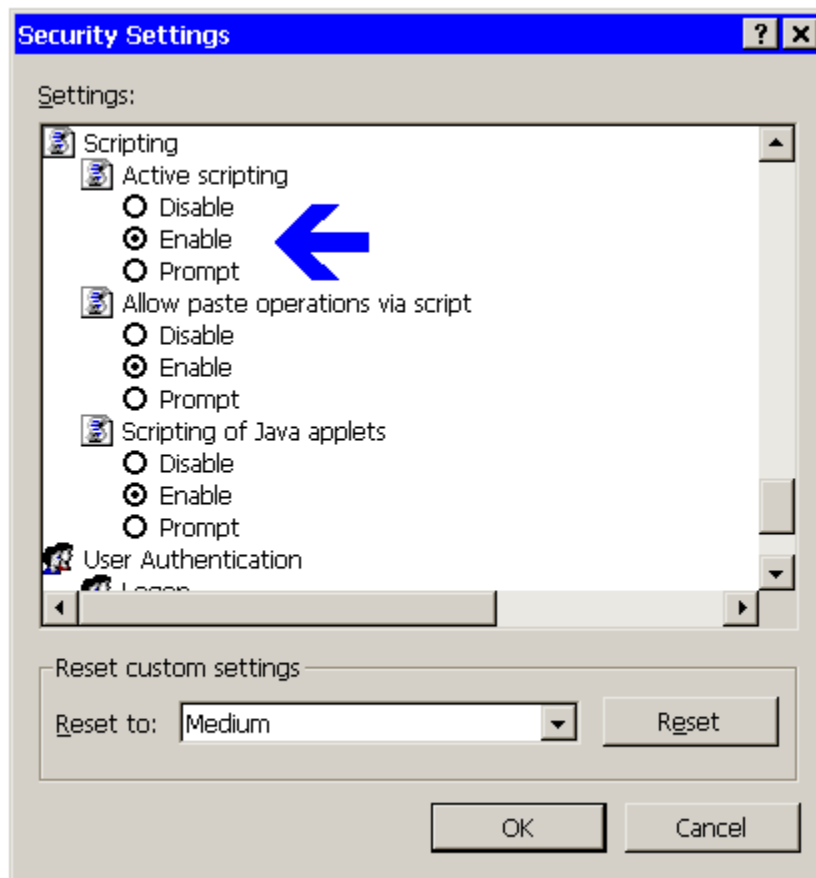 Security Settings
Settings:
Scripting
Active scripting
Disable
Enable
Prompt
Allow paste operations via script
Disable
Enable
Prompt
Scripting of Java applets
Disable
Enable
Prompt
User Authentication
Logon
Reset custom settings
Reset to: Medium Reset
OK Cancel